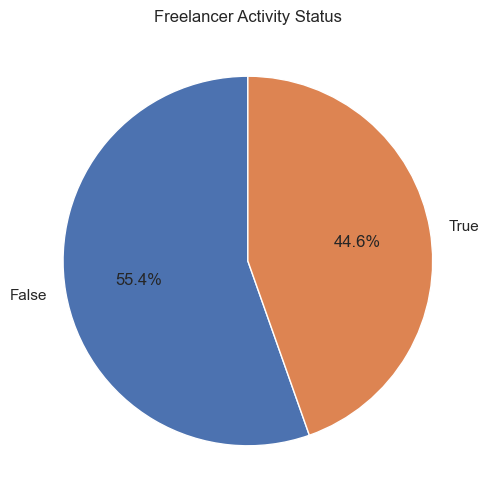 Freelancer Activity Status
True
44.6%
55.4%
False